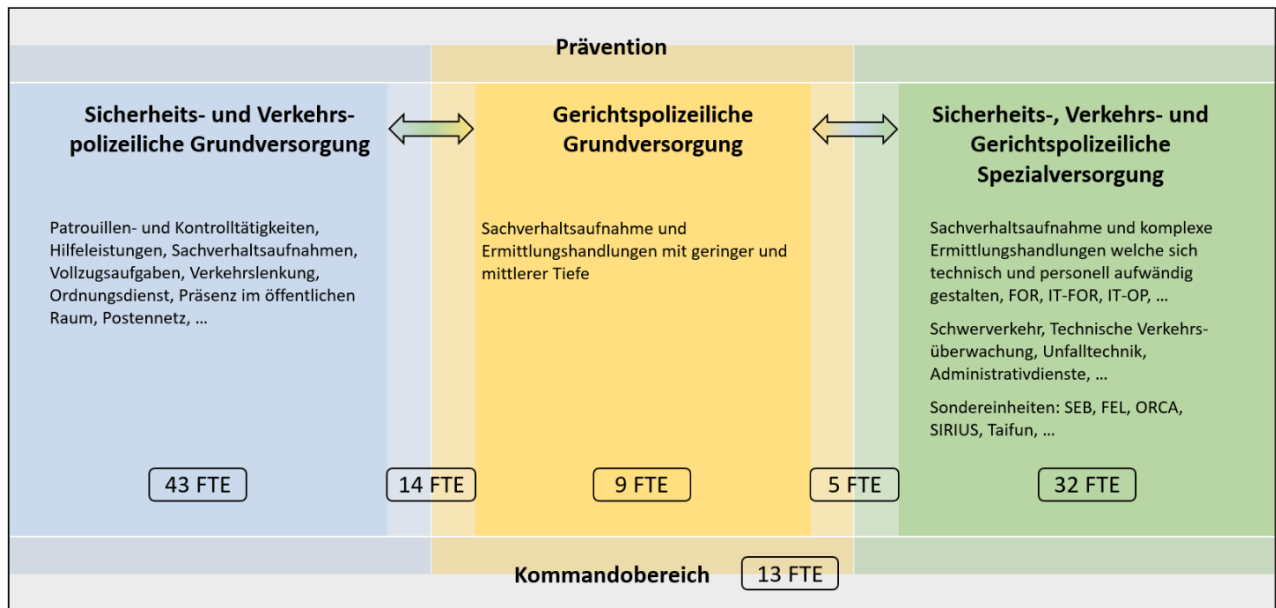 Prävention
Sicherheits- und Verkehrs-
polizeiliche Grundversorgung
Patrouillen- und Kontrolltätigkeiten,
Hilfeleistungen, Sachverhaltsaufnahmen,
Vollzugsaufgaben, Verkehrslenkung,
Ordnungsdienst, Präsenz im öffentlichen
Raum, Postennetz, ...
43 FTE
14 FTE
Gerichtspolizeiliche
Grundversorgung
Sachverhaltsaufnahme und
Ermittlungshandlungen mit geringer und
mittlerer Tiefe
9 FTE
5 FTE
Sicherheits-, Verkehrs- und
Gerichtspolizeiliche
Spezialversorgung
Sachverhaltsaufnahme und komplexe
Ermittlungshandlungen welche sich
technisch und personell aufwändig
gestalten, FOR, IT-FOR, IT-OP, ...
Schwerverkehr, Technische Verkehrs-
überwachung, Unfalltechnik,
Administrativdienste, ...
Sondereinheiten: SEB, FEL, ORCA,
SIRIUS, Taifun, ...
32 FTE
Kommandobereich 13 FTE